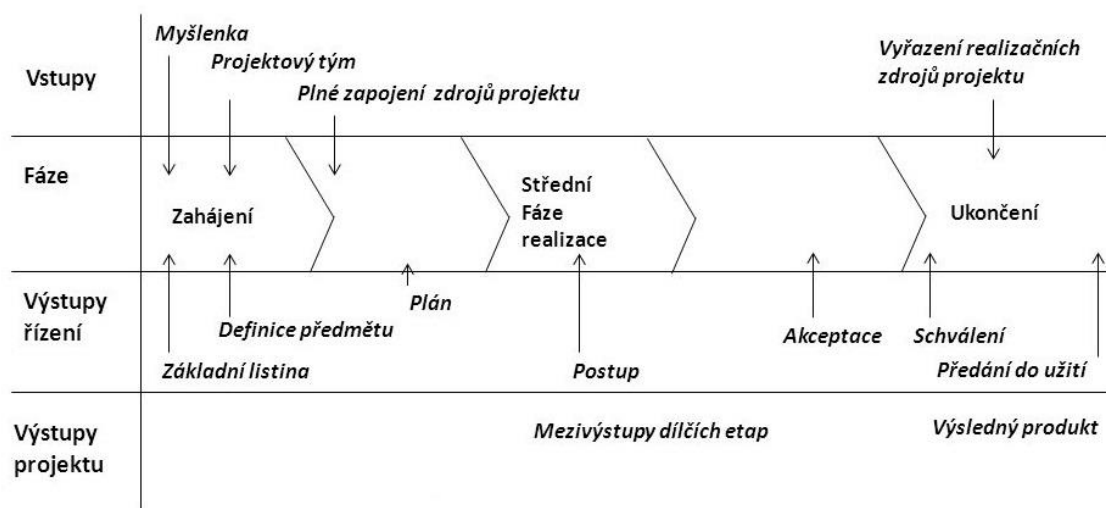 Vstupy
Myšlenka
Projektový tým
Plné zapojení zdrojů projektu
Vyřazení realizačních
zdrojů projektu
Fáze
Zahájení
Střední
Fáze
realizace
Ukončení
Výstupy
řízení
Definice předmětu
Základní listina
Plán
Postup
Akceptace
Schválení
Předání do užití
Výstupy
projektu
Mezivýstupy dílčích etap
Výsledný produkt